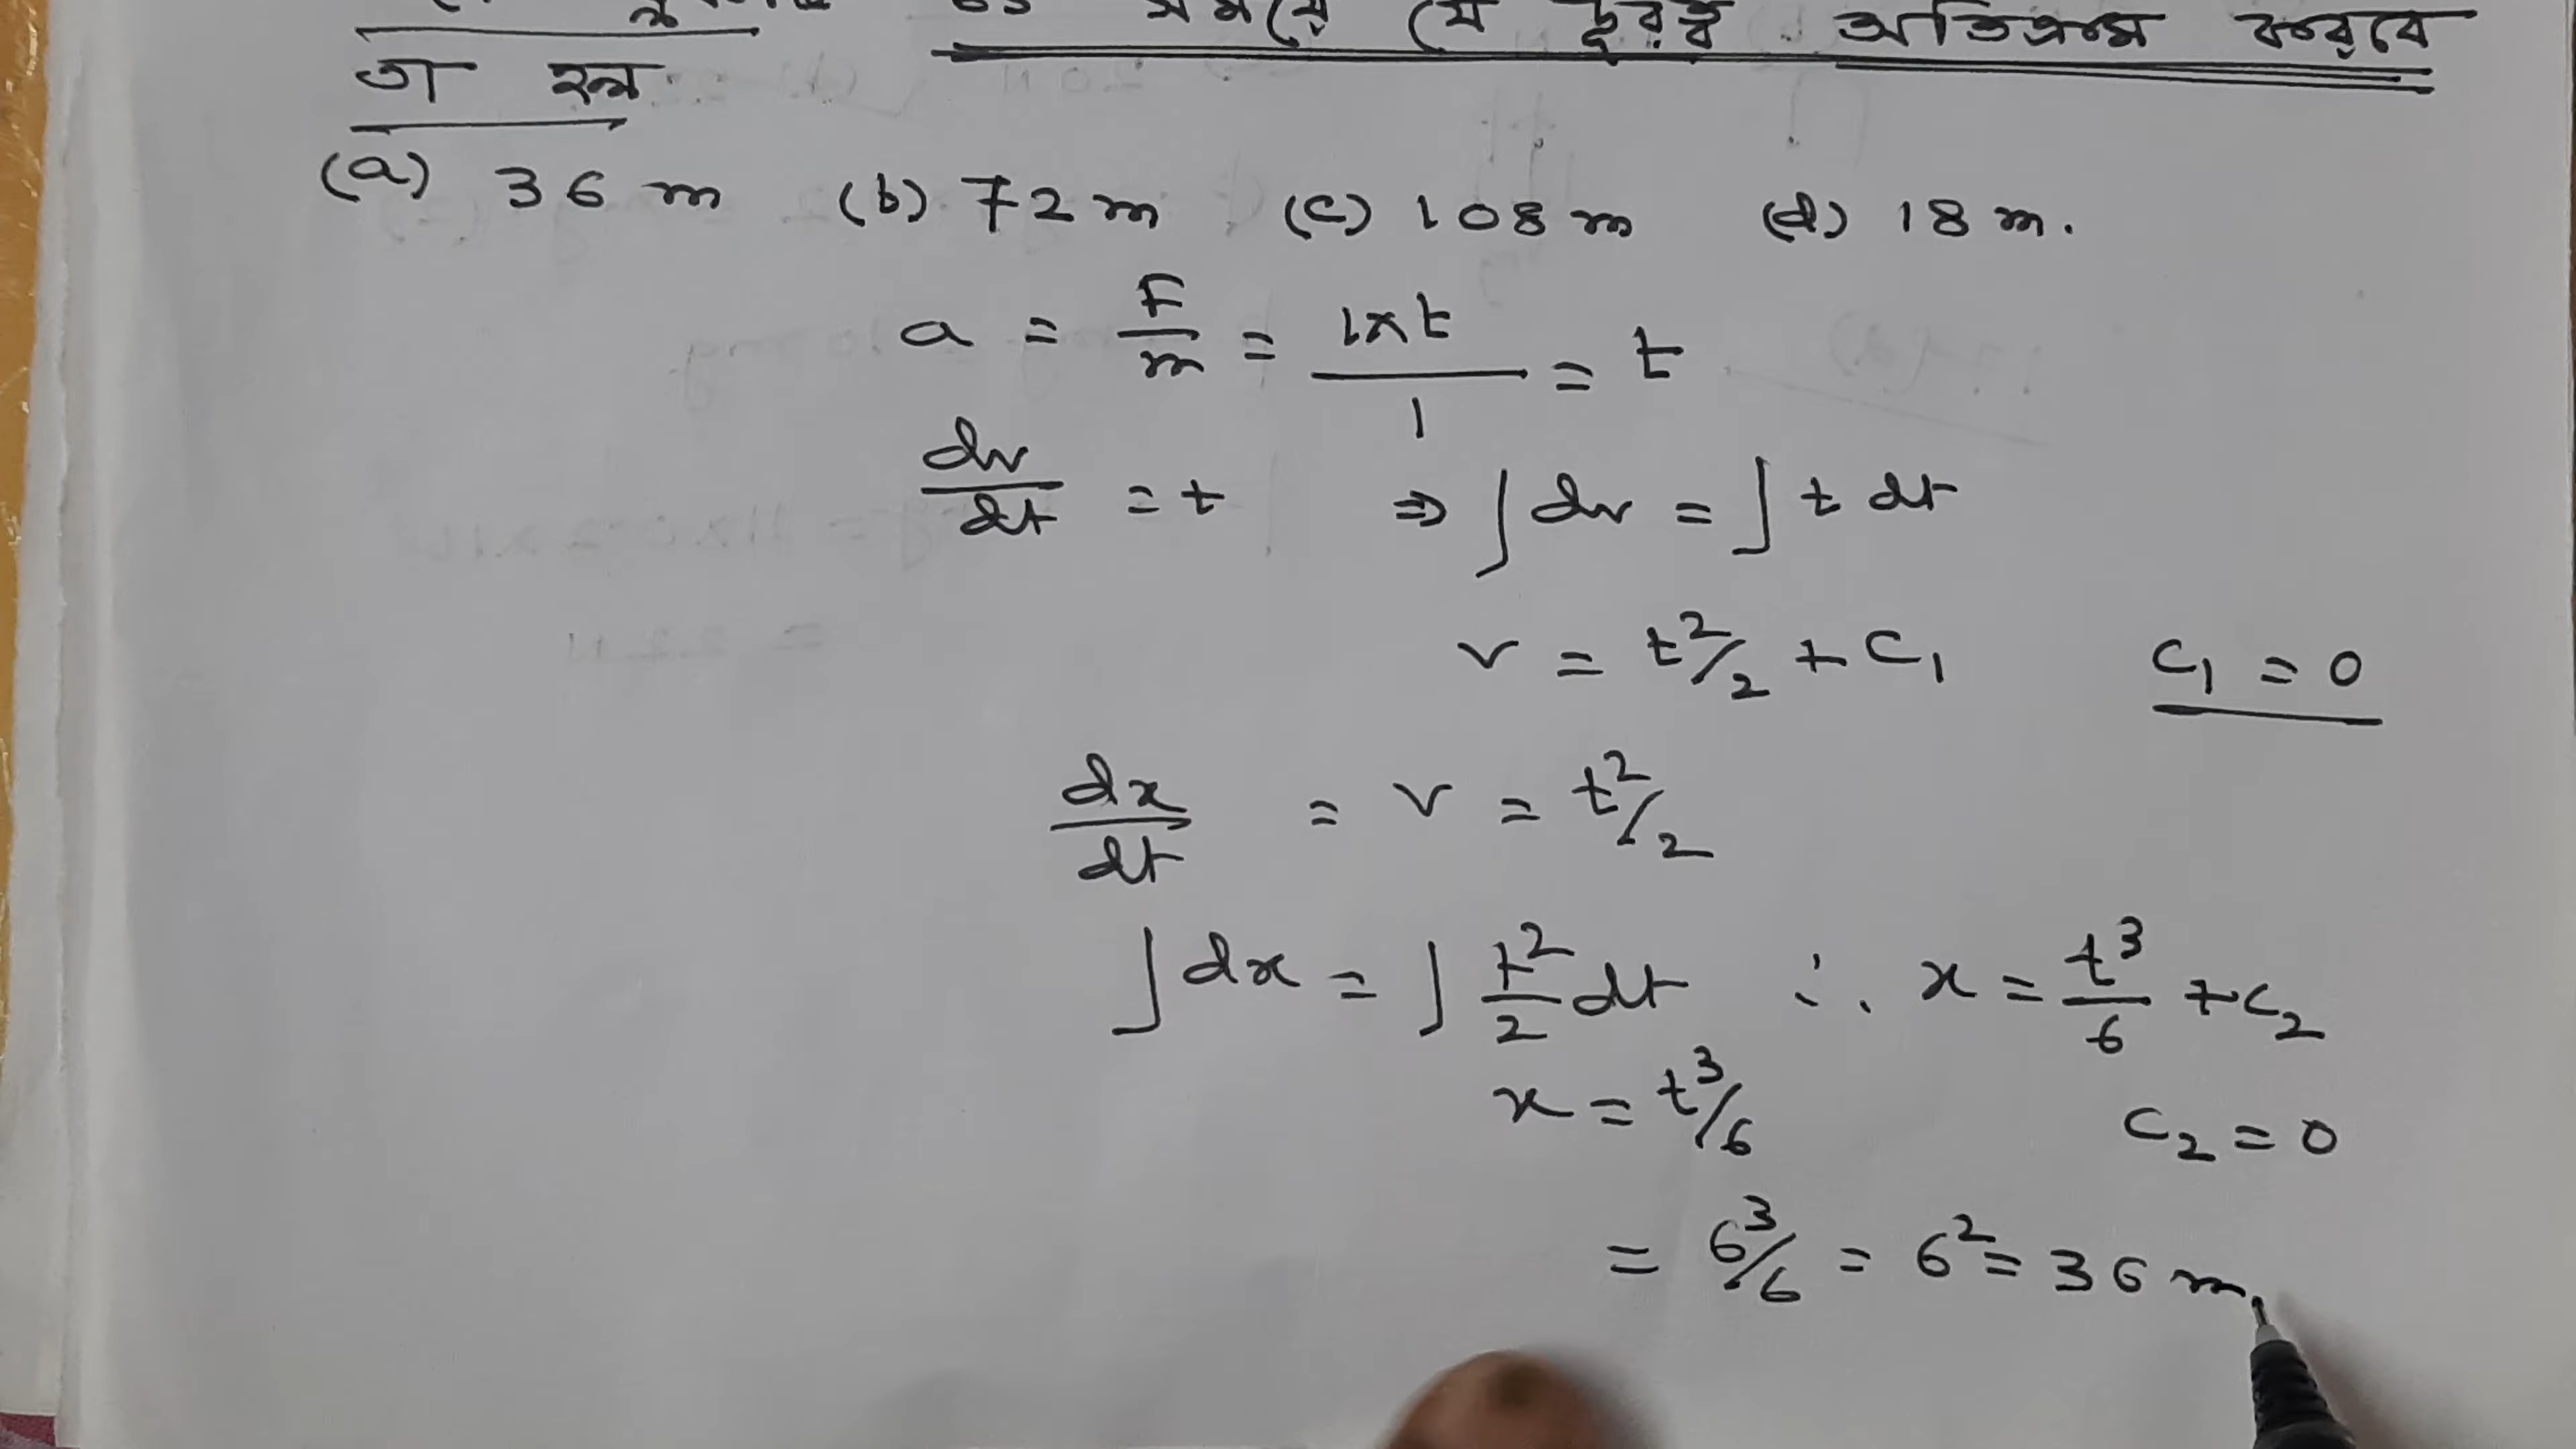 6s সময়ে যে দূরত্ব অতিক্রম করবে
তা হল
(a) 36 m (b) 72 m (c) 108 m (d) 18 m.
a = F/m = 1×t/1 = t
dv/dt = t ⇒ ∫ dv = ∫ t dt
v = t²/2 + C₁ C₁ = 0
dx/dt = v = t²/2
∫ dx = ∫ t²/2 dt ∴ x = t³/6 + C₂
x = t³/6 C₂ = 0
= 6³/6 = 6² = 36 m.